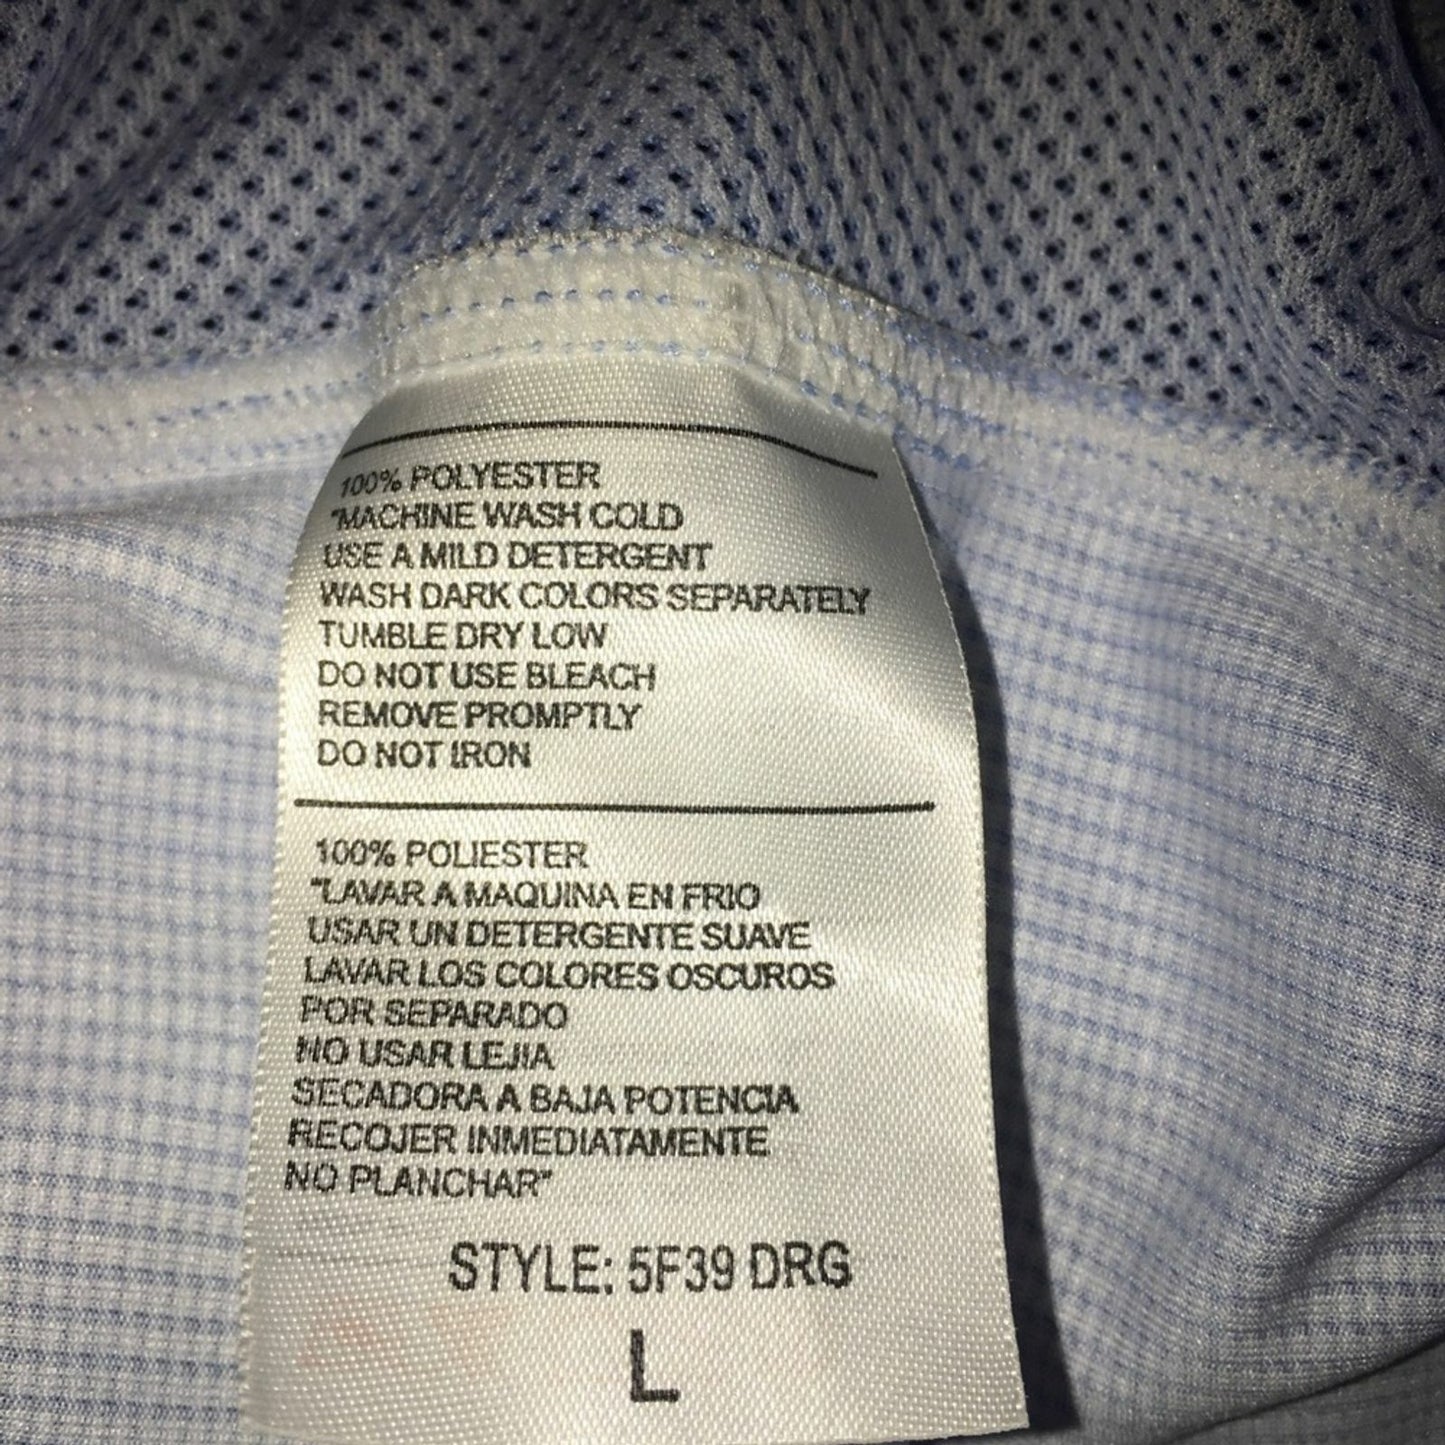 100% POLYESTER
"MACHINE WASH COLD
USE A MILD DETERGENT
WASH DARK COLORS SEPARATELY
TUMBLE DRY LOW
DO NOT USE BLEACH
REMOVE PROMPTLY
DO NOT IRON
100% POLIESTER
"LAVAR A MAQUINA EN FRIO
USAR UN DETERGENTE SUAVE
LAVAR LOS COLORES OSCUROS
POR SEPARADO
NO USAR LEJIA
SECADORA A BAJA POTENCIA
RECOJER INMEDIATAMENTE
NO PLANCHAR"
STYLE: 5F39 DRG
L